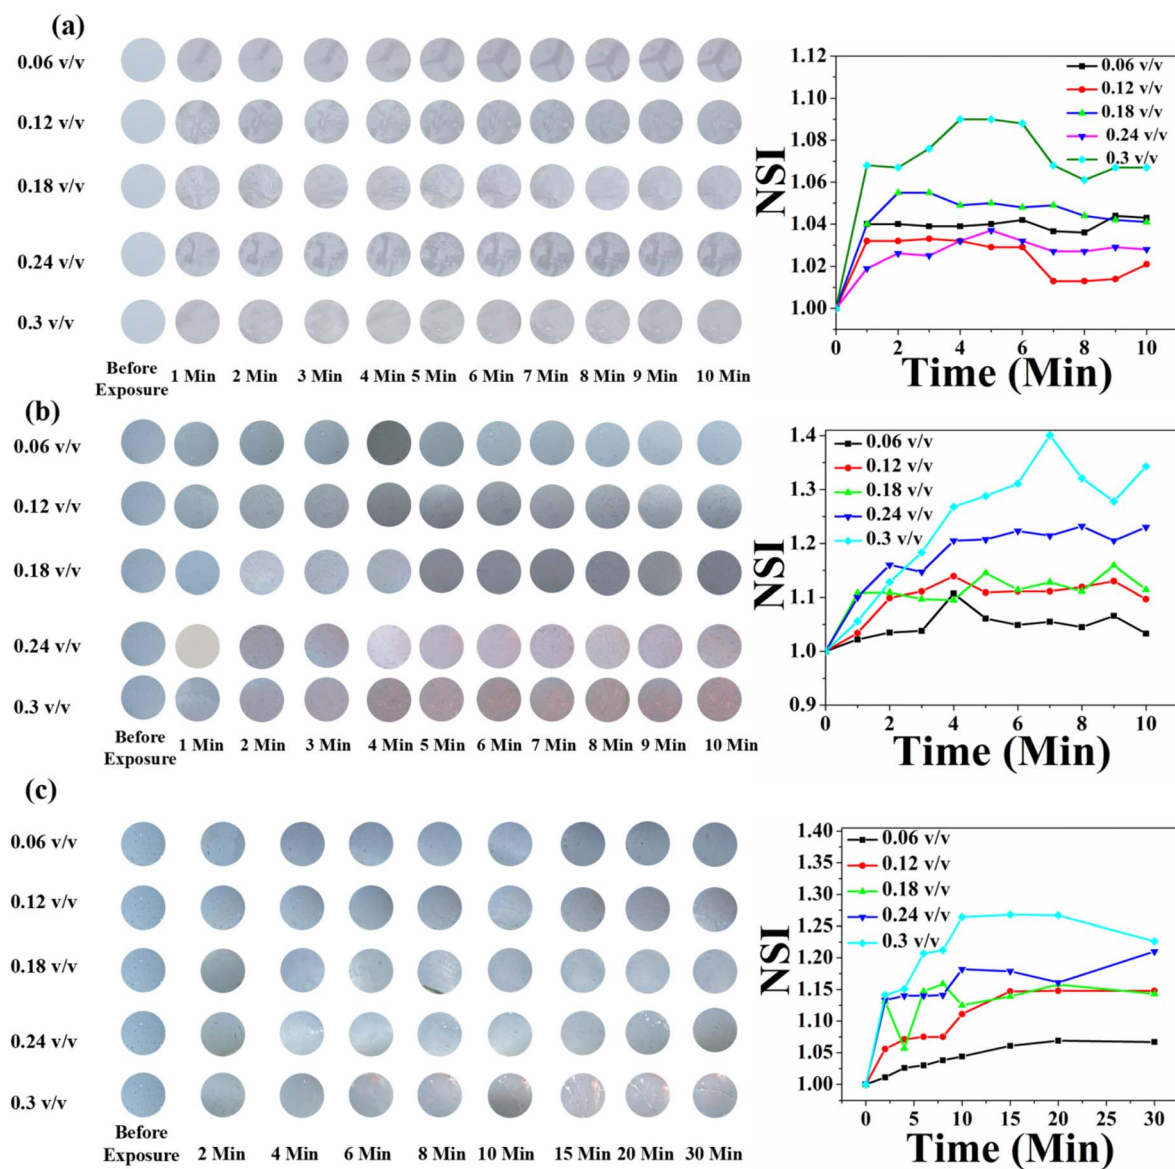 (a)
0.06 v/v
0.12 v/v
0.18 v/v
0.24 v/v
0.3 v/v
Before Exposure
1 Min
2 Min
3 Min
4 Min
5 Min
6 Min
7 Min
8 Min
9 Min
10 Min
NSI
1.12
1.10
1.08
1.06
1.04
1.02
1.00
0.06 v/v
0.12 v/v
0.18 v/v
0.24 v/v
0.3 v/v
0
2
4
6
8
10
Time (Min)
(b)
0.06 v/v
0.12 v/v
0.18 v/v
0.24 v/v
0.3 v/v
Before
Exposure
1 Min
2 Min
3 Min
4 Min
5 Min
6 Min
7 Min
8 Min
9 Min
10 Min
NSI
1.4
1.3
1.2
1.1
1.0
0.9
0.06 v/v
0.12 v/v
0.18 v/v
0.24 v/v
0.3 v/v
0
2
4
6
8
10
Time (Min)
(c)
0.06 v/v
0.12 v/v
0.18 v/v
0.24 v/v
0.3 v/v
Before
Exposure
2 Min
4 Min
6 Min
8 Min
10 Min
15 Min
20 Min
30 Min
NSI
1.40
1.35
1.30
1.25
1.20
1.15
1.10
1.05
1.00
0.06 v/v
0.12 v/v
0.18 v/v
0.24 v/v
0.3 v/v
0
5
10
15
20
25
30
Time (Min)